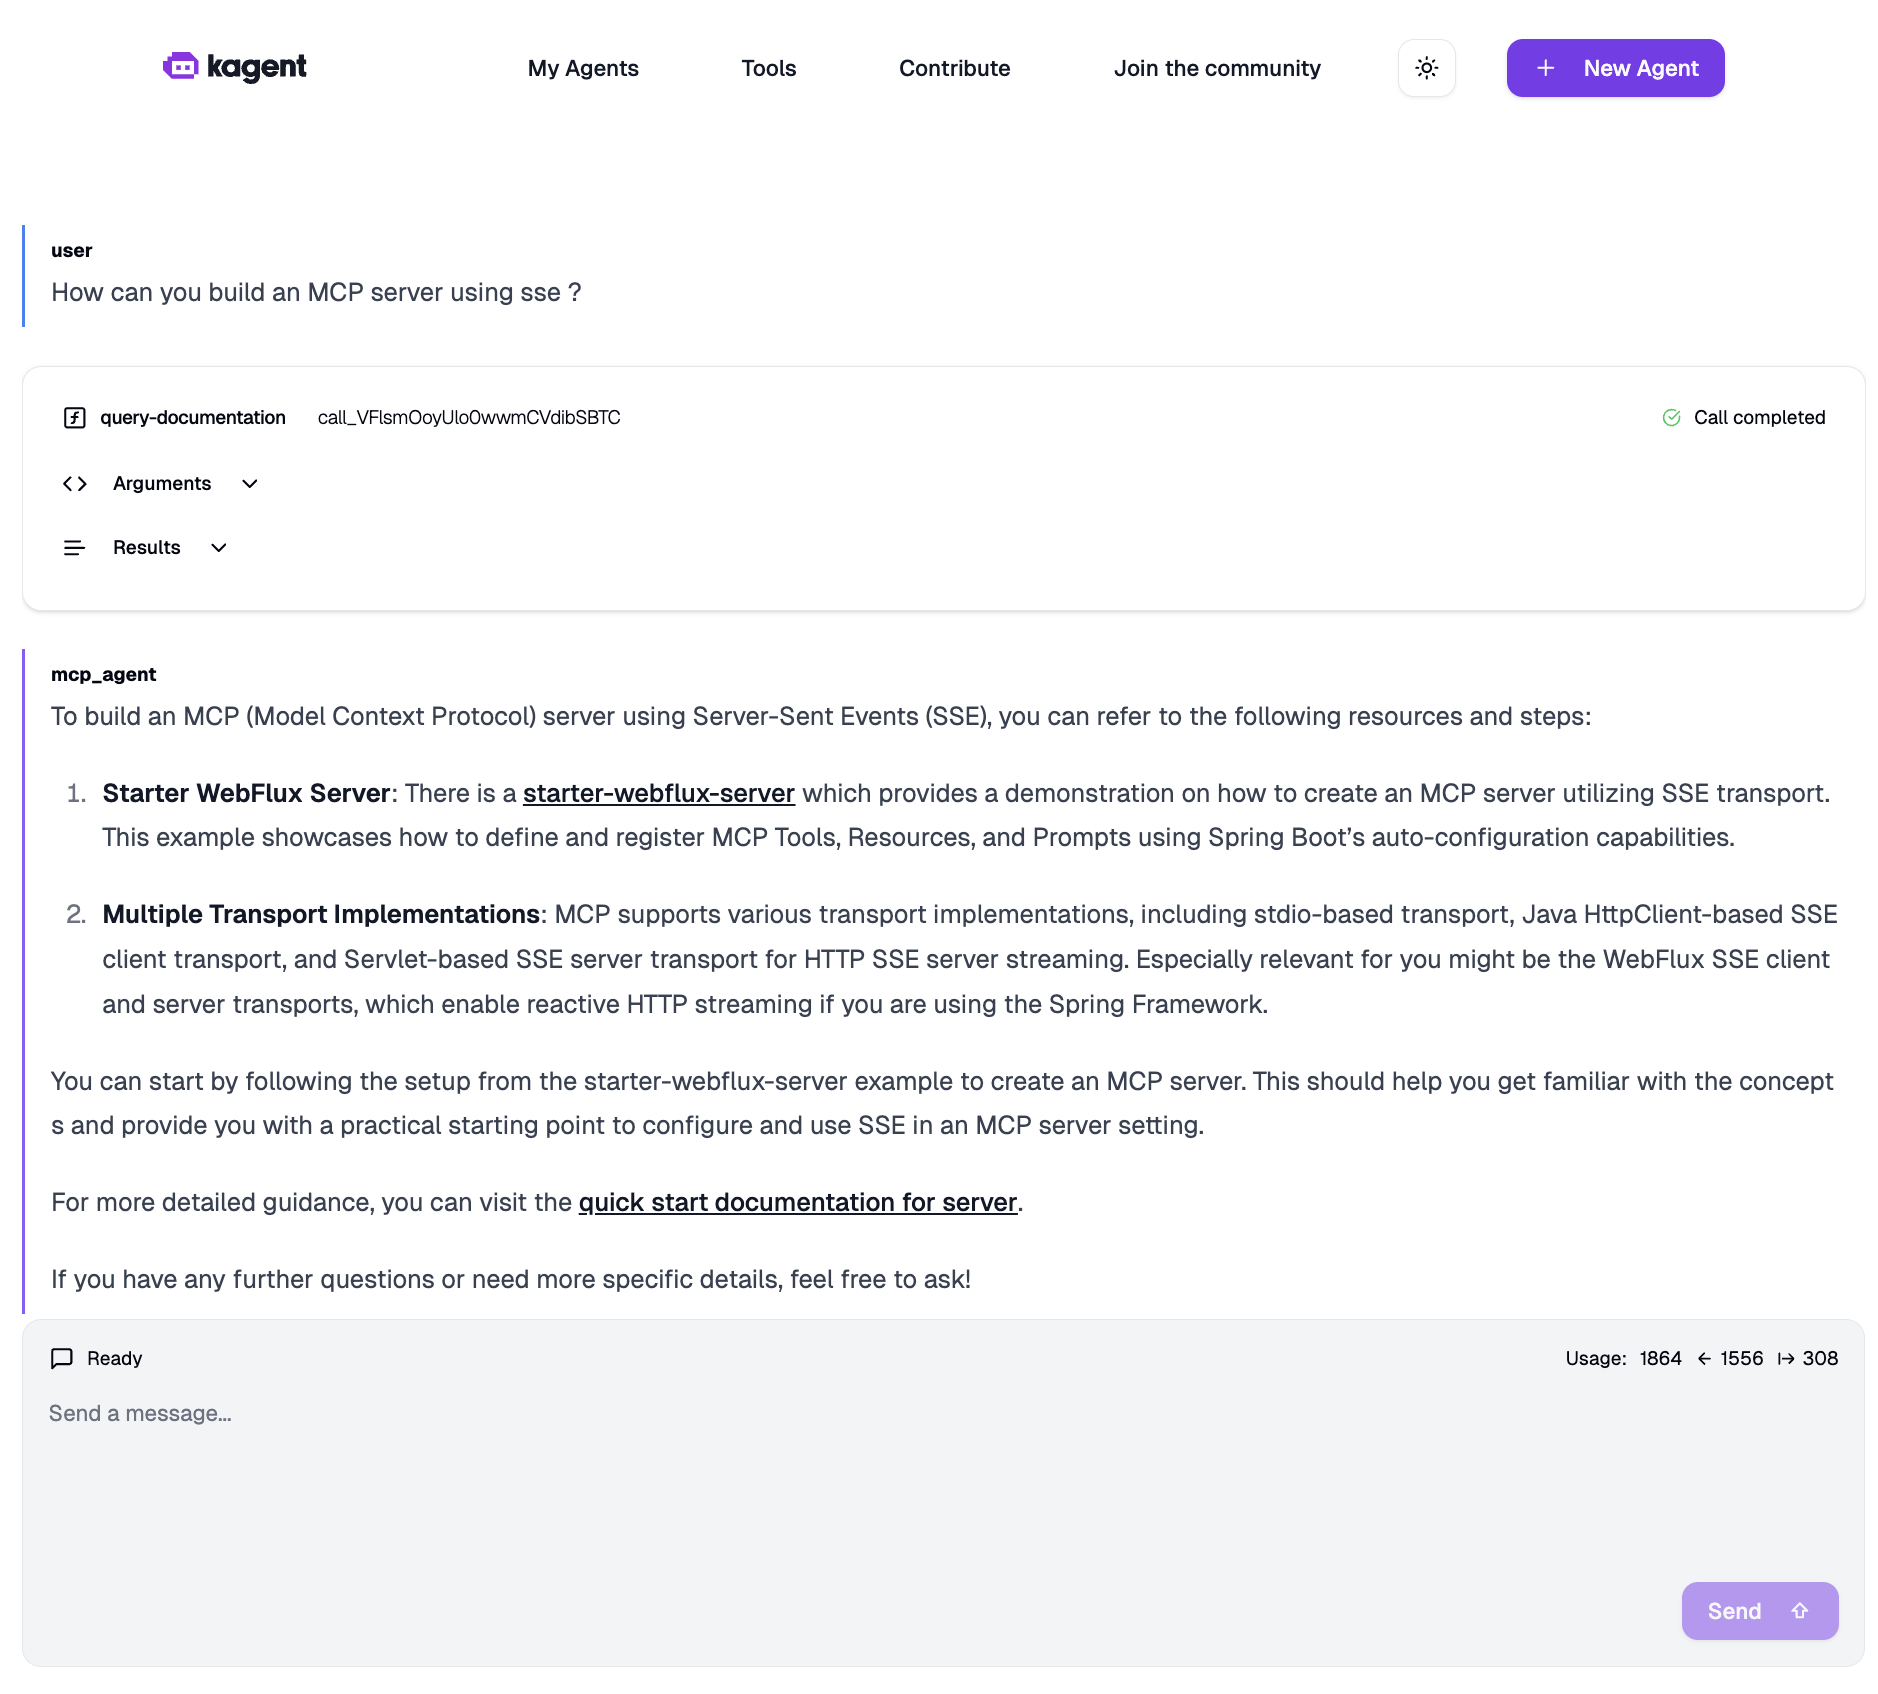 kagent
My Agents
Tools
Contribute
Join the community
New Agent
user
How can you build an MCP server using sse ?
query-documentation
call_VFlsmOoyUlo0wwmCVdibSBTC
Call completed
Arguments
Results
mcp_agent
To build an MCP (Model Context Protocol) server using Server-Sent Events (SSE), you can refer to the following resources and steps:
1. Starter WebFlux Server: There is a starter-webflux-server which provides a demonstration on how to create an MCP server utilizing SSE transport.
This example showcases how to define and register MCP Tools, Resources, and Prompts using Spring Boot’s auto-configuration capabilities.
2. Multiple Transport Implementations: MCP supports various transport implementations, including stdio-based transport, Java HttpClient-based SSE
client transport, and Servlet-based SSE server transport for HTTP SSE server streaming. Especially relevant for you might be the WebFlux SSE client
and server transports, which enable reactive HTTP streaming if you are using the Spring Framework.
You can start by following the setup from the starter-webflux-server example to create an MCP server. This should help you get familiar with the concept
s and provide you with a practical starting point to configure and use SSE in an MCP server setting.
For more detailed guidance, you can visit the quick start documentation for server.
If you have any further questions or need more specific details, feel free to ask!
Ready
Usage: 1864 ← 1556 ↦ 308
Send a message...
Send